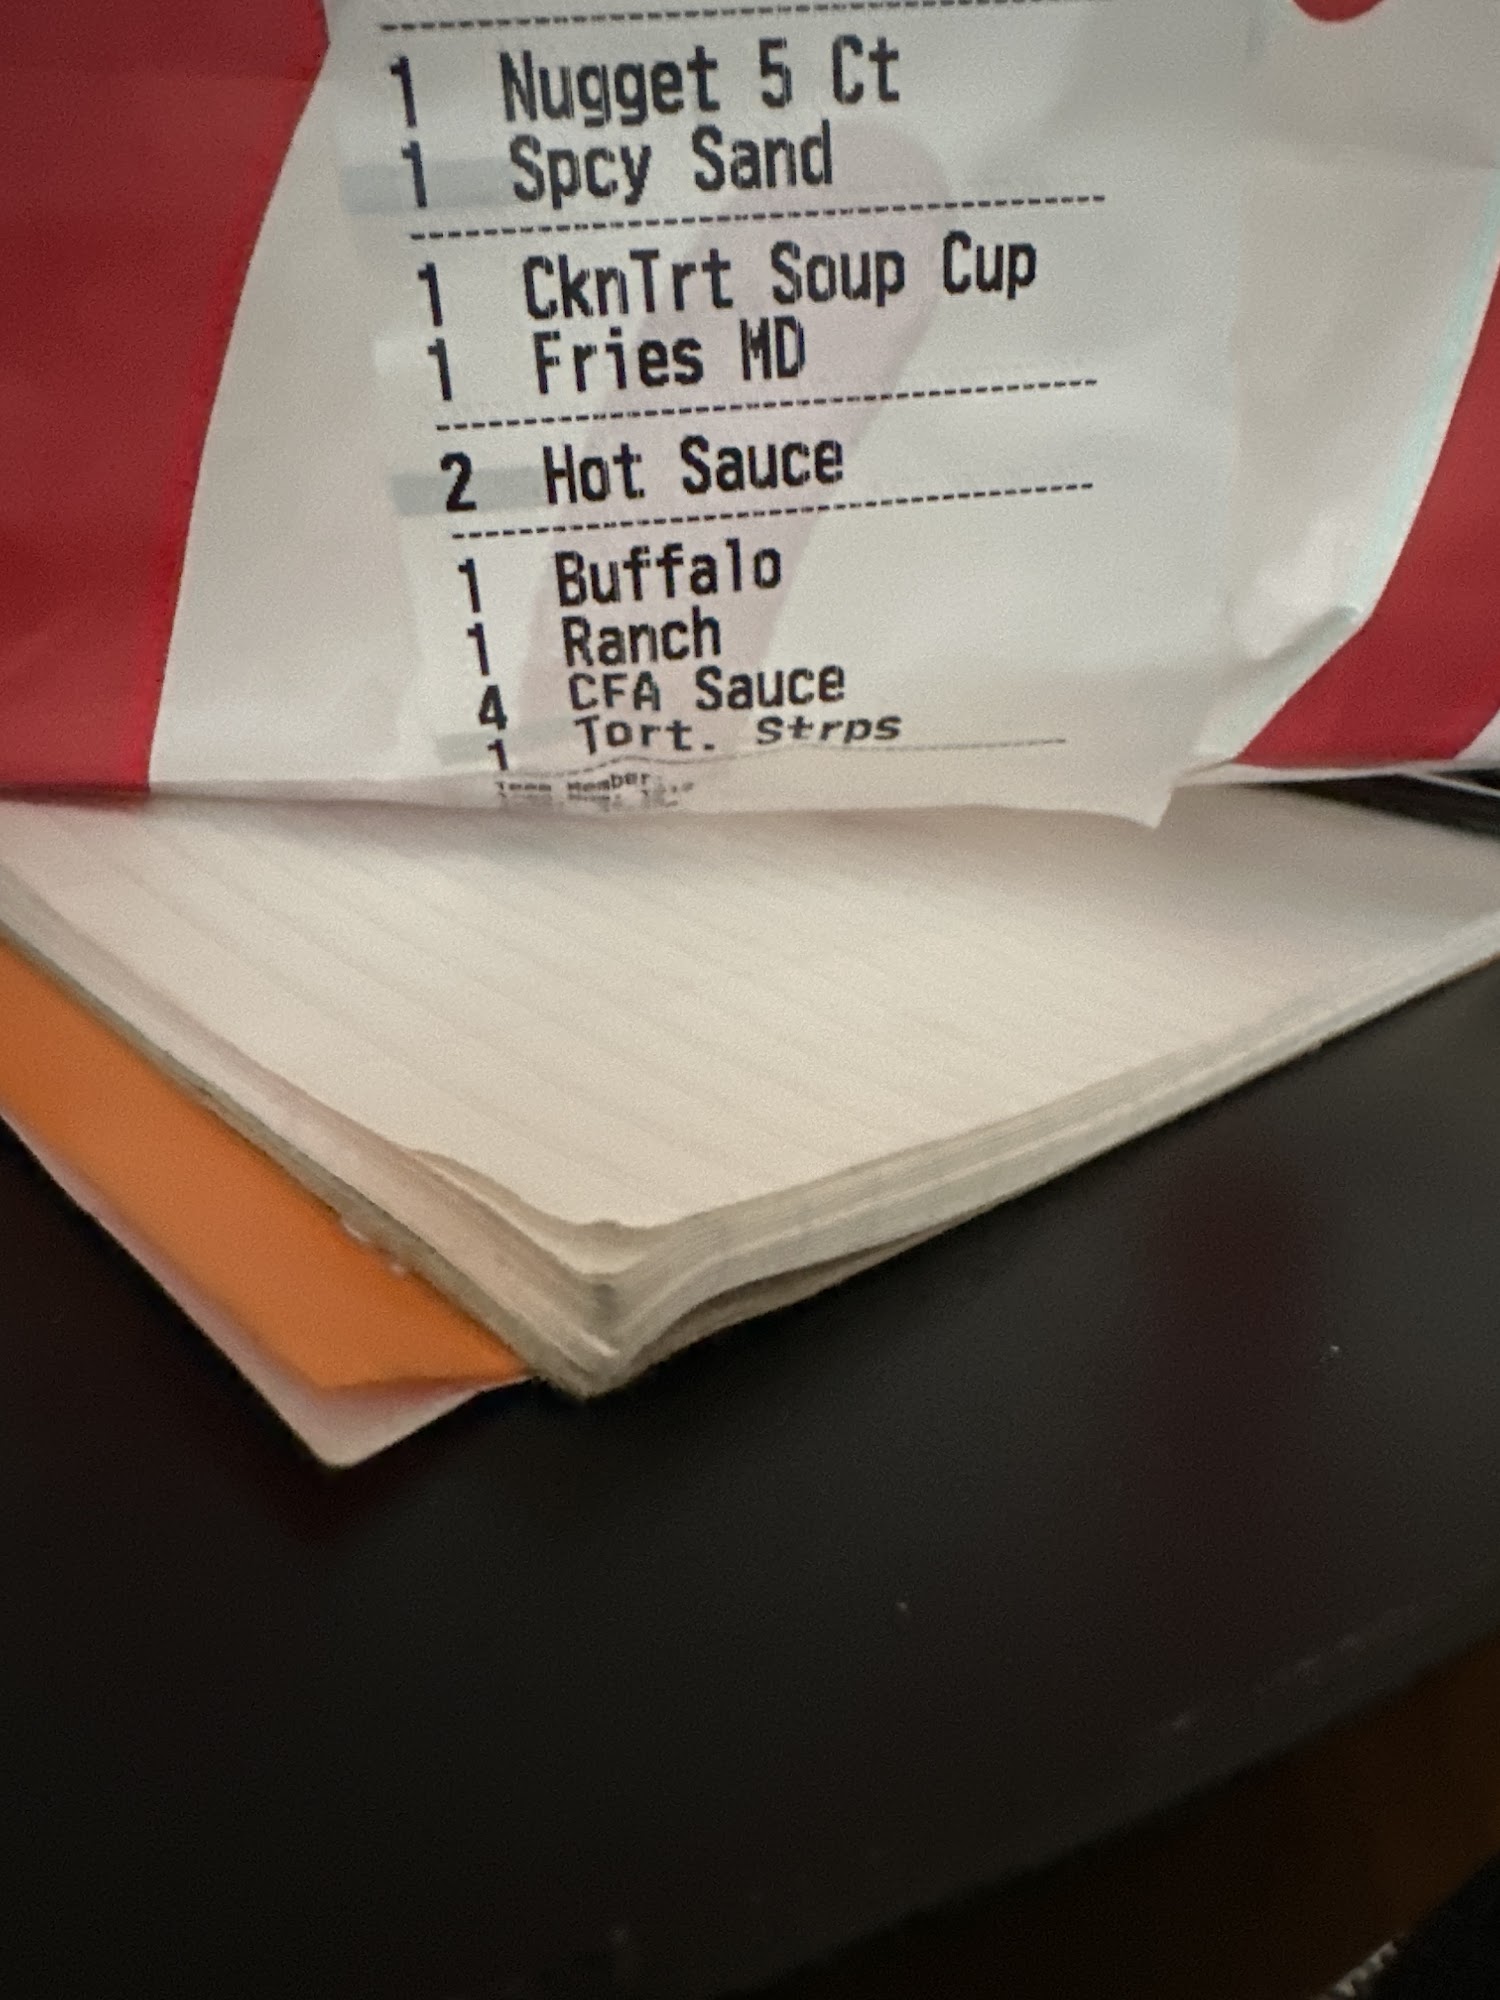 1 Nugget 5 Ct
1 Spcy Sand
1 CknTrt Soup Cup
1 Fries MD
2 Hot Sauce
1 Buffalo
1 Ranch
4 CFA Sauce
1 Tort. Strps
Team Member